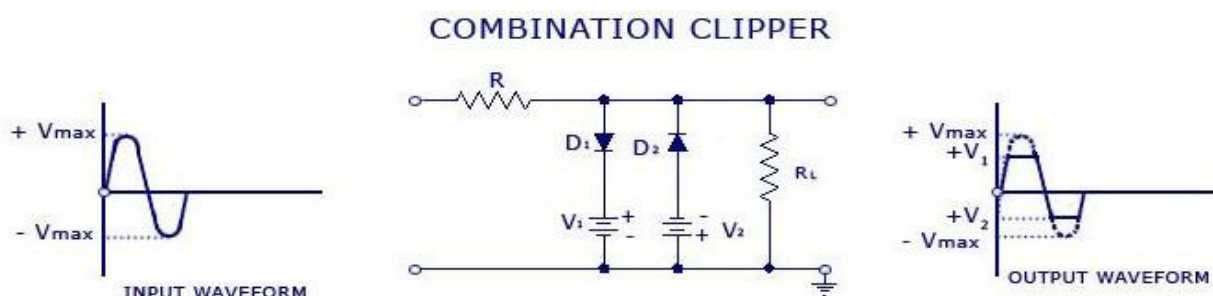 COMBINATION CLIPPER
+ Vmax
- Vmax
INPUT WAVEFORM
R
D1
D2
RL
V1
+
-
-
+
V2
+ Vmax
+V1
+V2
- Vmax
OUTPUT WAVEFORM